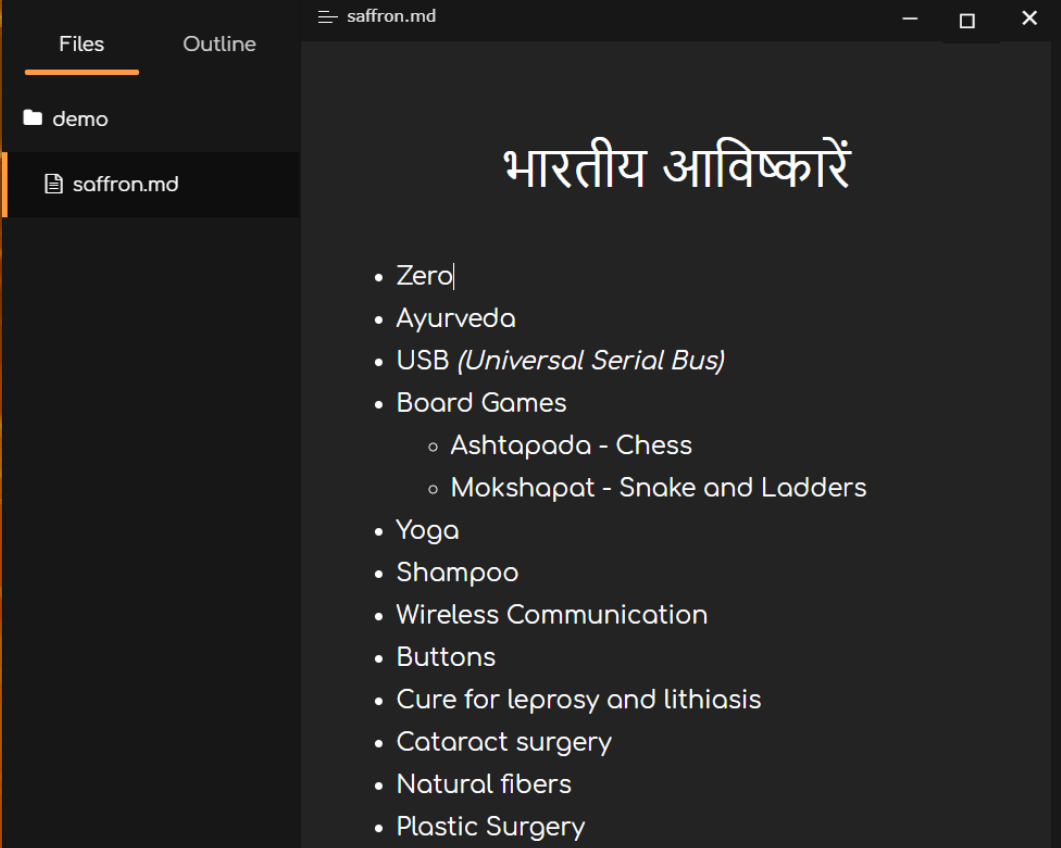 saffron.md
Files Outline
demo
saffron.md
भारतीय आविष्कारें
Zero
Ayurveda
USB (Universal Serial Bus)
Board Games
Ashtapada - Chess
Mokshapat - Snake and Ladders
Yoga
Shampoo
Wireless Communication
Buttons
Cure for leprosy and lithiasis
Cataract surgery
Natural fibers
Plastic Surgery